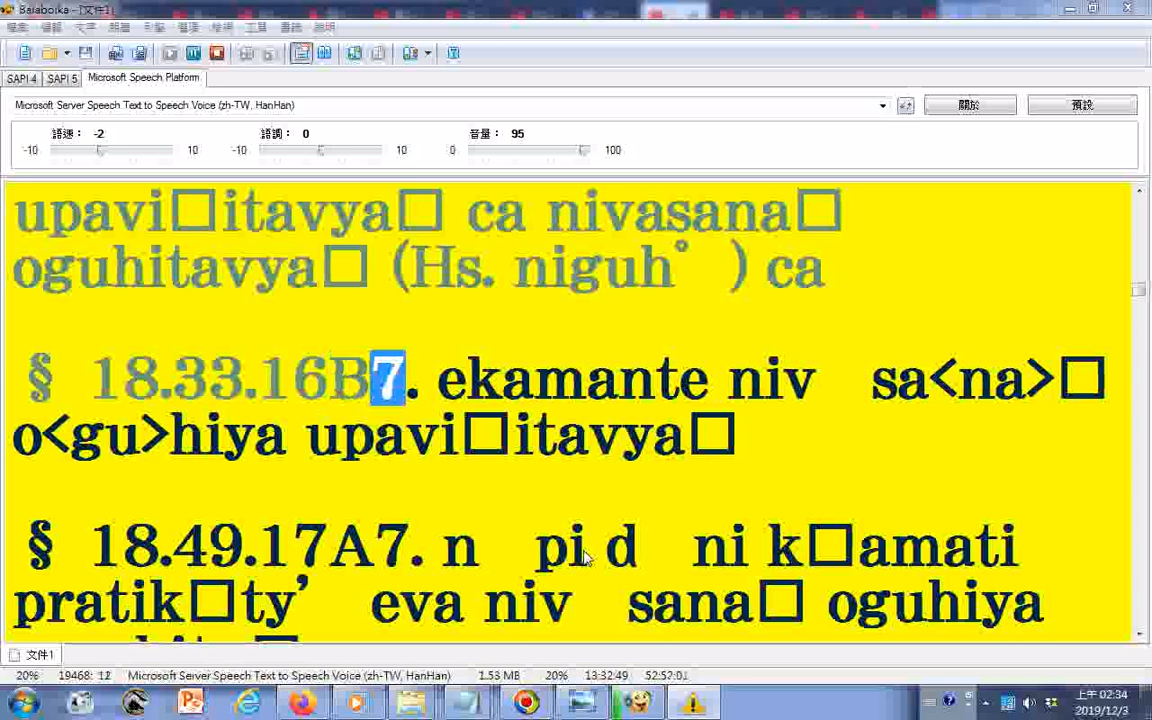 Balabolka - [文件1]
SAPI 4 SAPI 5 Microsoft Speech Platform
Microsoft Server Speech Text to Speech Voice (zh-TW, HanHan) 關於 預設
語速： -2 語調： 0 音量： 95
-10 10 -10 10 0 100
upavi□itavya□ ca nivasana□
oguhitavya□ (Hs. niguh° ) ca
§ 18.33.16B7. ekamante niv sa<na>□
o<gu>hiya upavi□itavya□
§ 18.49.17A7. n pi d ni k□amati
pratik□ty’ eva niv sana□ oguhiya
文件1
20% 19468: 12 Microsoft Server Speech Text to Speech Voice (zh-TW, HanHan) 1.53 MB 20% 13:32:49 52:57:01
上午 02:34
2019/12/3